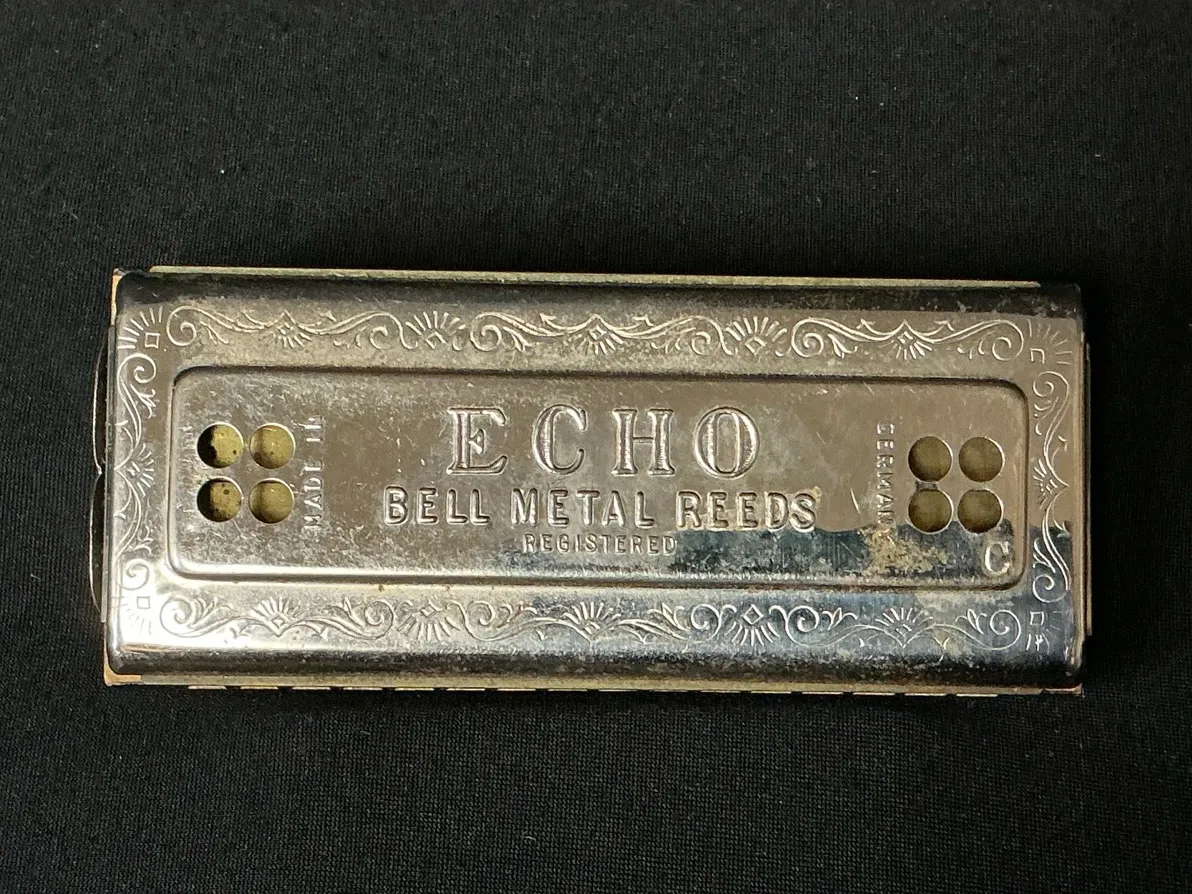 MADE IN
ECHO
BELL METAL REEDS
REGISTERED
GERMANY
C